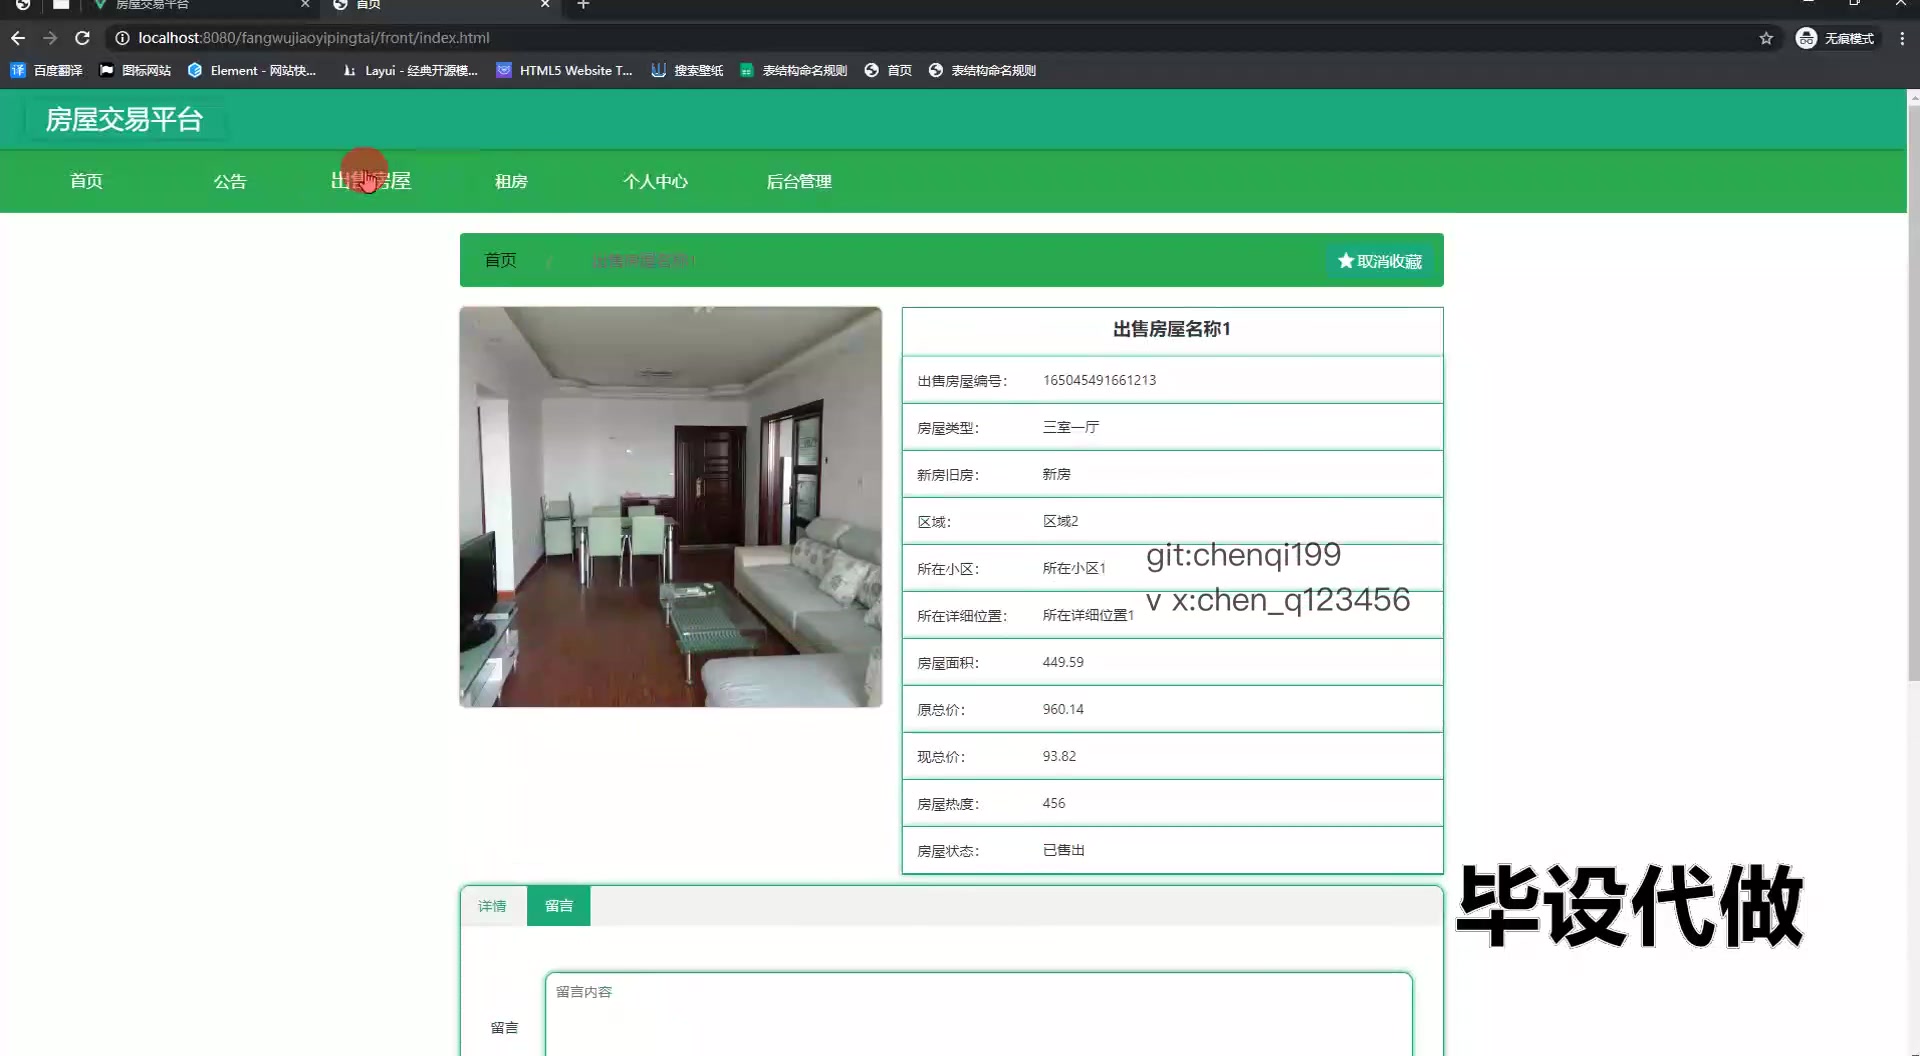 房屋交易平台
首页
localhost:8080/fangwujiaoyipingtai/front/index.html
无痕模式
百度翻译
图标网站
Element - 网站快...
Layui - 经典开源模...
HTML5 Website T...
搜索壁纸
表结构命名规则
首页
表结构命名规则
房屋交易平台
首页
公告
出售房屋
租房
个人中心
后台管理
首页 / 出售房屋名称1
取消收藏
出售房屋名称1
出售房屋编号: 165045491661213
房屋类型: 三室一厅
新房旧房: 新房
区域: 区域2
所在小区: 所在小区1
git:chenqi199
所在详细位置: 所在详细位置1
v x:chen_q123456
房屋面积: 449.59
原总价: 960.14
现总价: 93.82
房屋热度: 456
房屋状态: 已售出
详情
留言
毕设代做
留言内容
留言